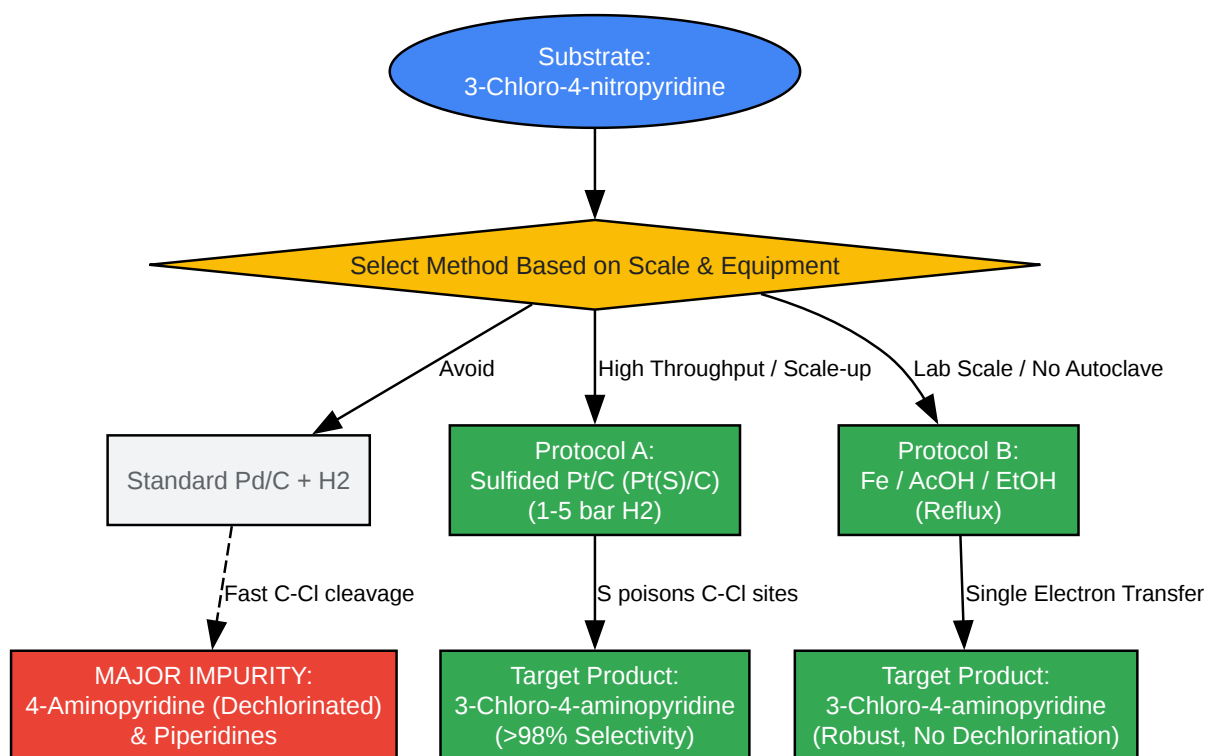 Substrate:
3-Chloro-4-nitropyridine
Select Method Based on Scale & Equipment
Avoid
High Throughput / Scale-up
Lab Scale / No Autoclave
Standard Pd/C + H2
Protocol A:
Sulfided Pt/C (Pt(S)/C)
(1-5 bar H2)
Protocol B:
Fe / AcOH / EtOH
(Reflux)
Fast C-Cl cleavage
S poisons C-Cl sites
Single Electron Transfer
MAJOR IMPURITY:
4-Aminopyridine (Dechlorinated)
& Piperidines
Target Product:
3-Chloro-4-aminopyridine
(>98% Selectivity)
Target Product:
3-Chloro-4-aminopyridine
(Robust, No Dechlorination)